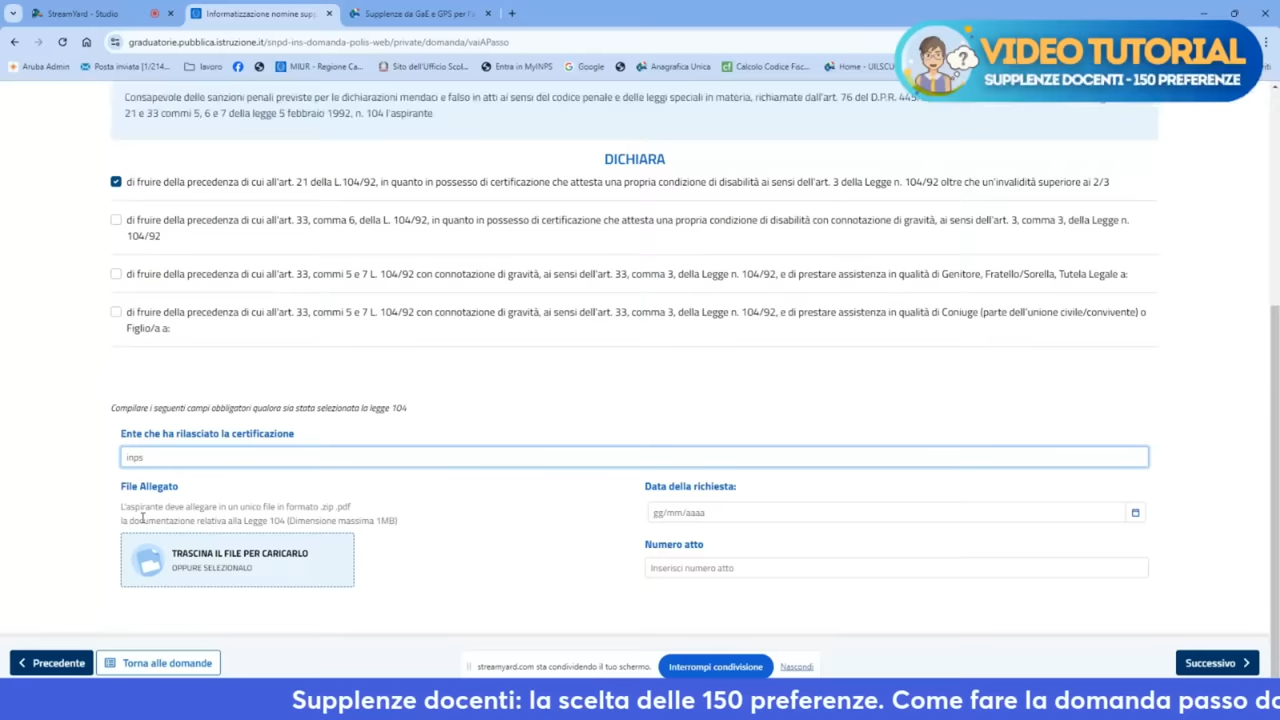 StreamYard - Studio
Informatizzazione nomine supp
Supplenze da GaE e GPS per l'a
graduatorie.pubblica.istruzione.it/snpd-ins-domanda-polis-web/private/domanda/vaiAPasso
Aruba Admin
Posta inviata [1/214...
lavoro
MIUR - Regione Ca...
Sito dell'Ufficio Scol...
Entra in MyINPS
Google
Anagrafica Unica
Calcolo Codice Fisc...
Home - UILSCU
VIDEO TUTORIAL
SUPPLENZE DOCENTI - 150 PREFERENZE
Consapevole delle sanzioni penali previste per le dichiarazioni mendaci e falso in atti ai sensi del codice penale e delle leggi speciali in materia, richiamate dall'art. 76 del D.P.R. 445
21 e 33 commi 5, 6 e 7 della legge 5 febbraio 1992, n. 104 l'aspirante
DICHIARA
di fruire della precedenza di cui all'art. 21 della L.104/92, in quanto in possesso di certificazione che attesta una propria condizione di disabilità ai sensi dell'art. 3 della Legge n. 104/92 oltre che un'invalidità superiore ai 2/3
di fruire della precedenza di cui all'art. 33, comma 6, della L. 104/92, in quanto in possesso di certificazione che attesta una propria condizione di disabilità con connotazione di gravità, ai sensi dell'art. 3, comma 3, della Legge n.
104/92
di fruire della precedenza di cui all'art. 33, commi 5 e 7 L. 104/92 con connotazione di gravità, ai sensi dell'art. 33, comma 3, della Legge n. 104/92, e di prestare assistenza in qualità di Genitore, Fratello/Sorella, Tutela Legale a:
di fruire della precedenza di cui all'art. 33, commi 5 e 7 L. 104/92 con connotazione di gravità, ai sensi dell'art. 33, comma 3, della Legge n. 104/92, e di prestare assistenza in qualità di Coniuge (parte dell'unione civile/convivente) o
Figlio/a a:
Compilare i seguenti campi obbligatori qualora sia stata selezionata la legge 104
Ente che ha rilasciato la certificazione
inps
File Allegato
L'aspirante deve allegare in un unico file in formato .zip .pdf
la documentazione relativa alla Legge 104 (Dimensione massima 1MB)
TRASCINA IL FILE PER CARICARLO
OPPURE SELEZIONALO
Data della richiesta:
gg/mm/aaaa
Numero atto
Inserisci numero atto
Precedente
Torna alle domande
streamyard.com sta condividendo il tuo schermo.
Interrompi condivisione
Nascondi
Successivo
Supplenze docenti: la scelta delle 150 preferenze. Come fare la domanda passo do